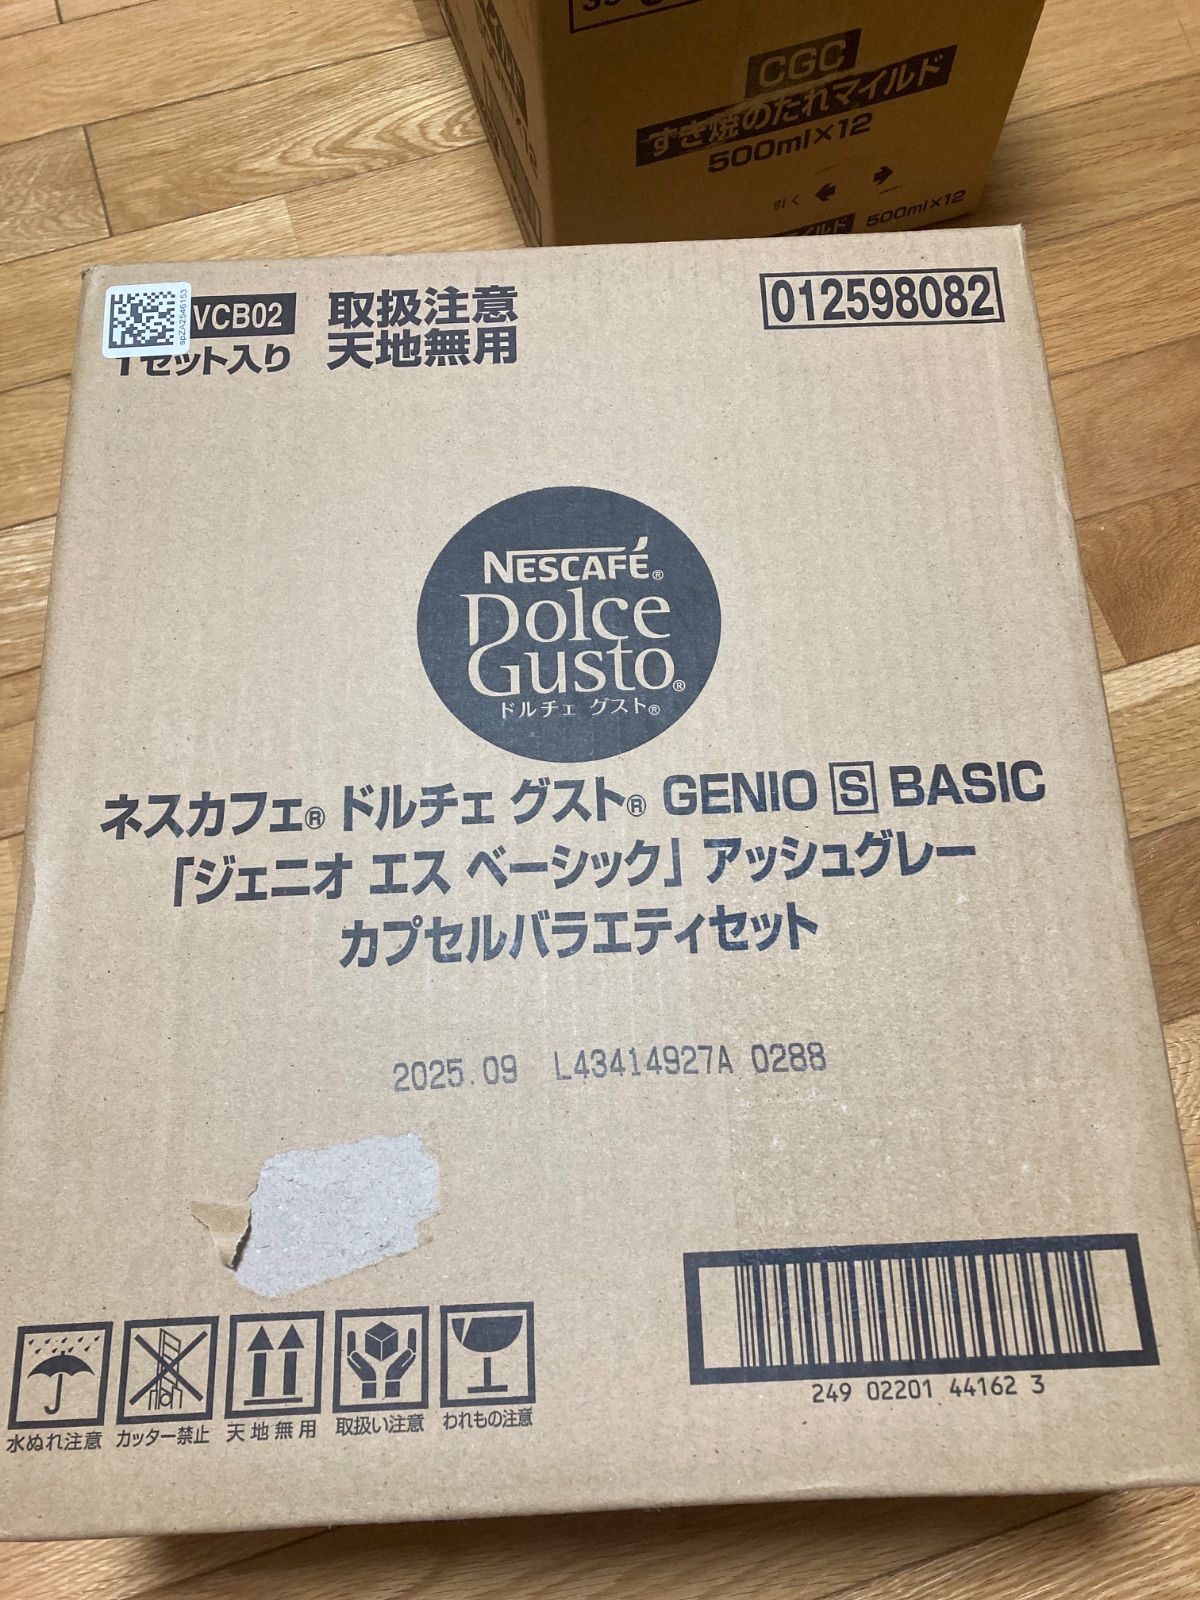 CGC
すき焼のたれマイルド
500ml×12
引く
500ml×12
VCB02
1セット入り
取扱注意
天地無用
012598082
spZA2546153
NESCAFÉ®
Dolce
Gusto®
ドルチェ グスト®
ネスカフェ® ドルチェ グスト® GENIO S BASIC
「ジェニオ エス ベーシック」アッシュグレー
カプセルバラエティセット
2025.09 L43414927A 0288
水ぬれ注意
カッター禁止
天地無用
取扱い注意
われもの注意
249 02201 44162 3